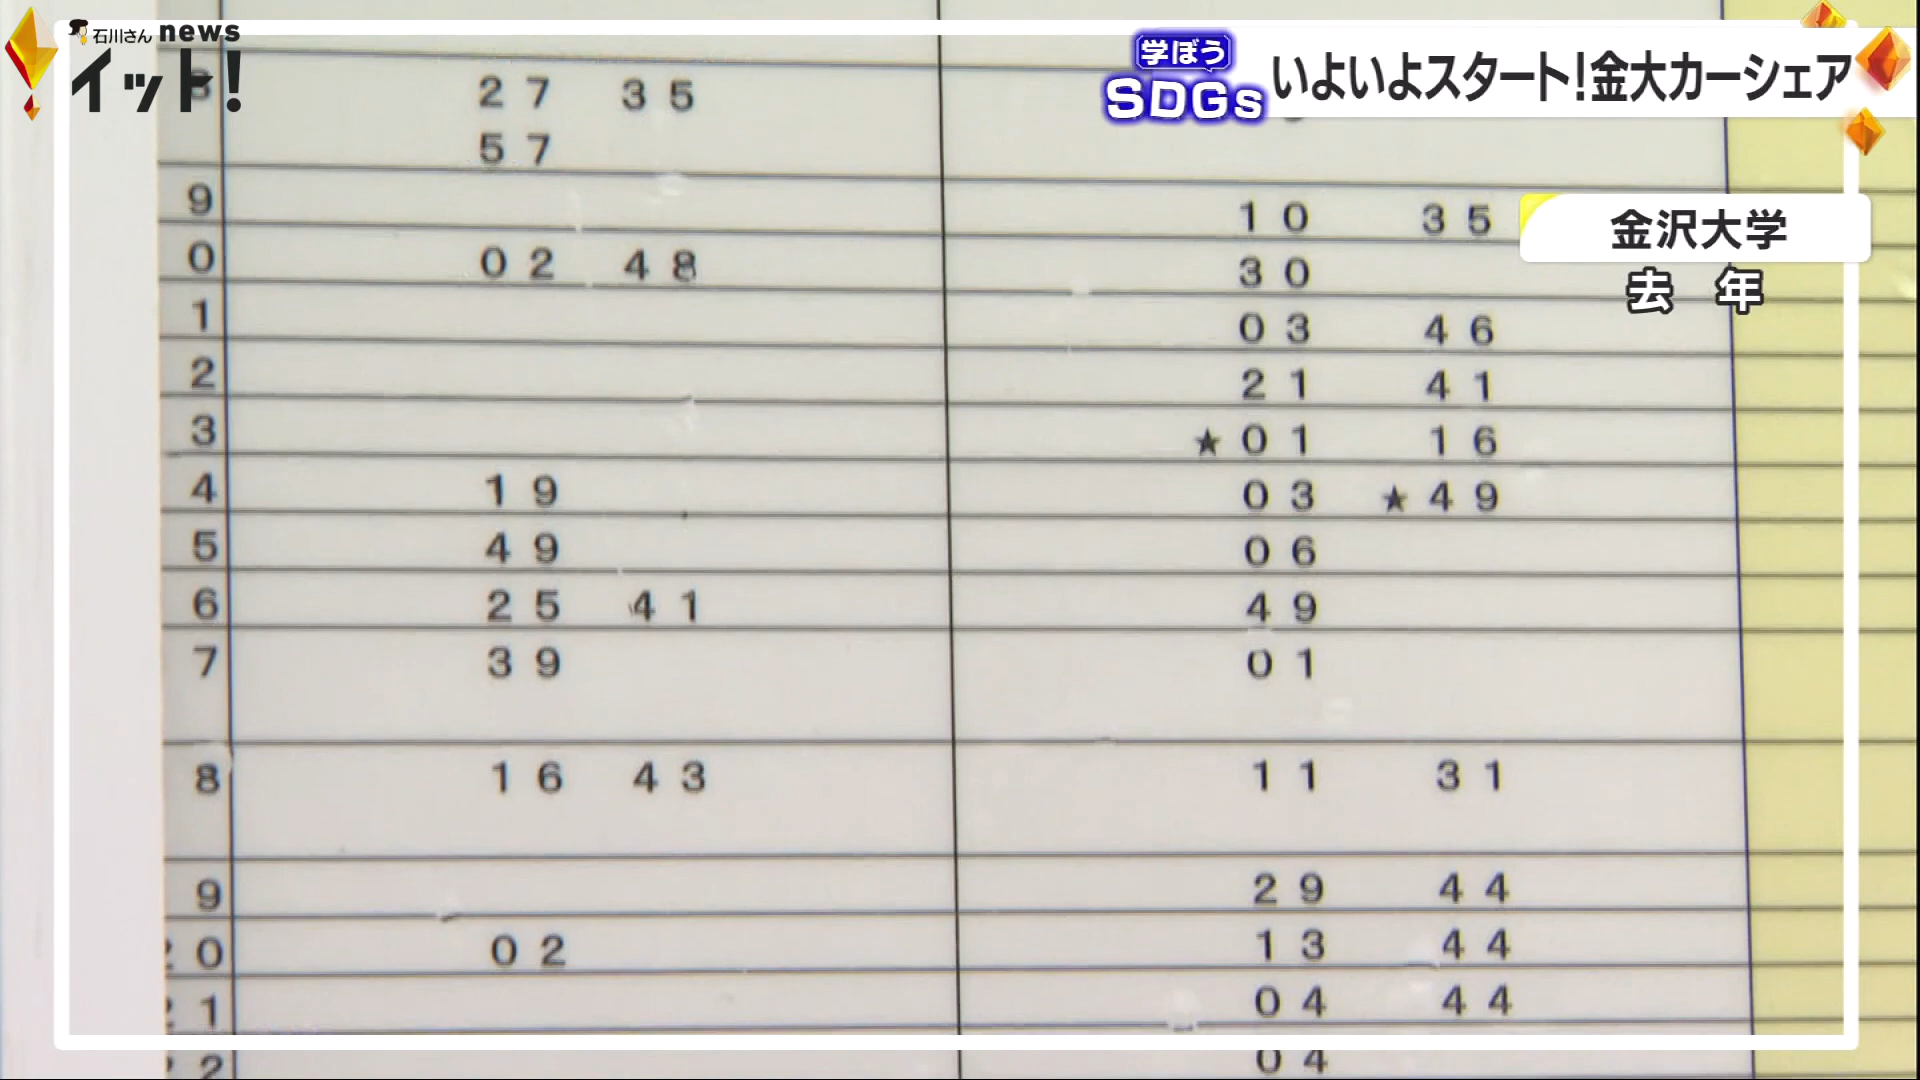 石川さん news
イット!
学ぼう
SDGs
いよいよスタート!金大カーシェア
金沢大学
去 年
8 27 35
57
9 10 35
0 02 48 30
1 03 46
2 21 41
3 ★01 16
4 19 03 ★49
5 49 06
6 25 41 49
7 39 01
8 16 43 11 31
9 29 44
20 02 13 44
21 04 44
22 04